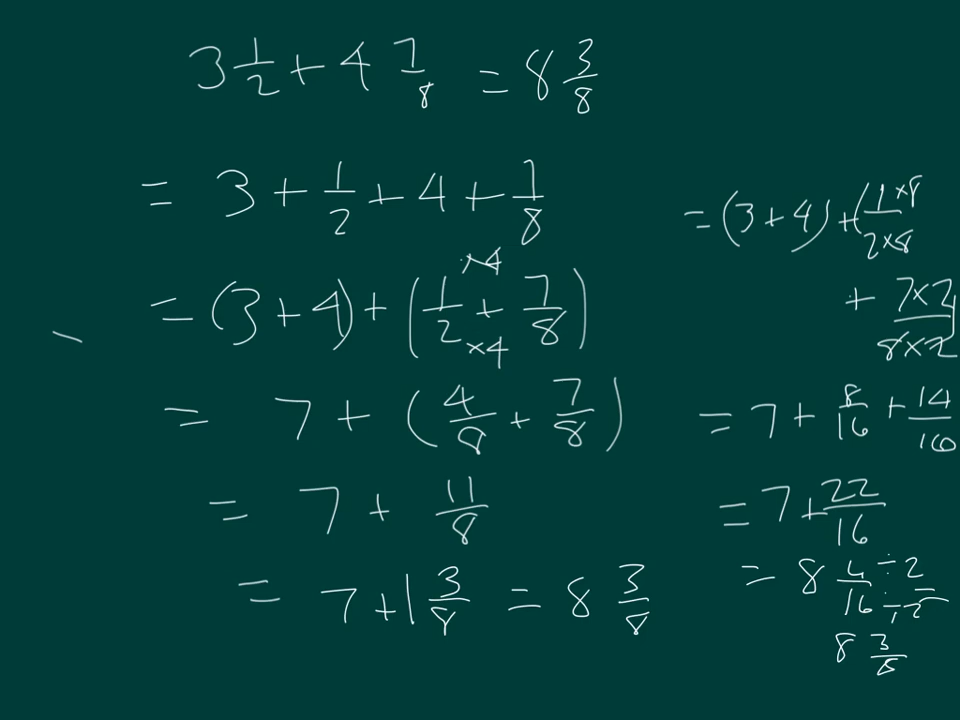 3 1/2 + 4 7/8 = 8 3/8
= 3 + 1/2 + 4 + 7/8
= (3 + 4) + (1/2 + 7/8)
×4
×4
= 7 + (4/8 + 7/8)
= 7 + 11/8
= 7 + 1 3/8 = 8 3/8
= (3 + 4) + (1×8/2×8
+ 7×2/8×2)
= 7 + 8/16 + 14/16
= 7 + 22/16
= 8 6/16 ÷2/÷2 =
8 3/8